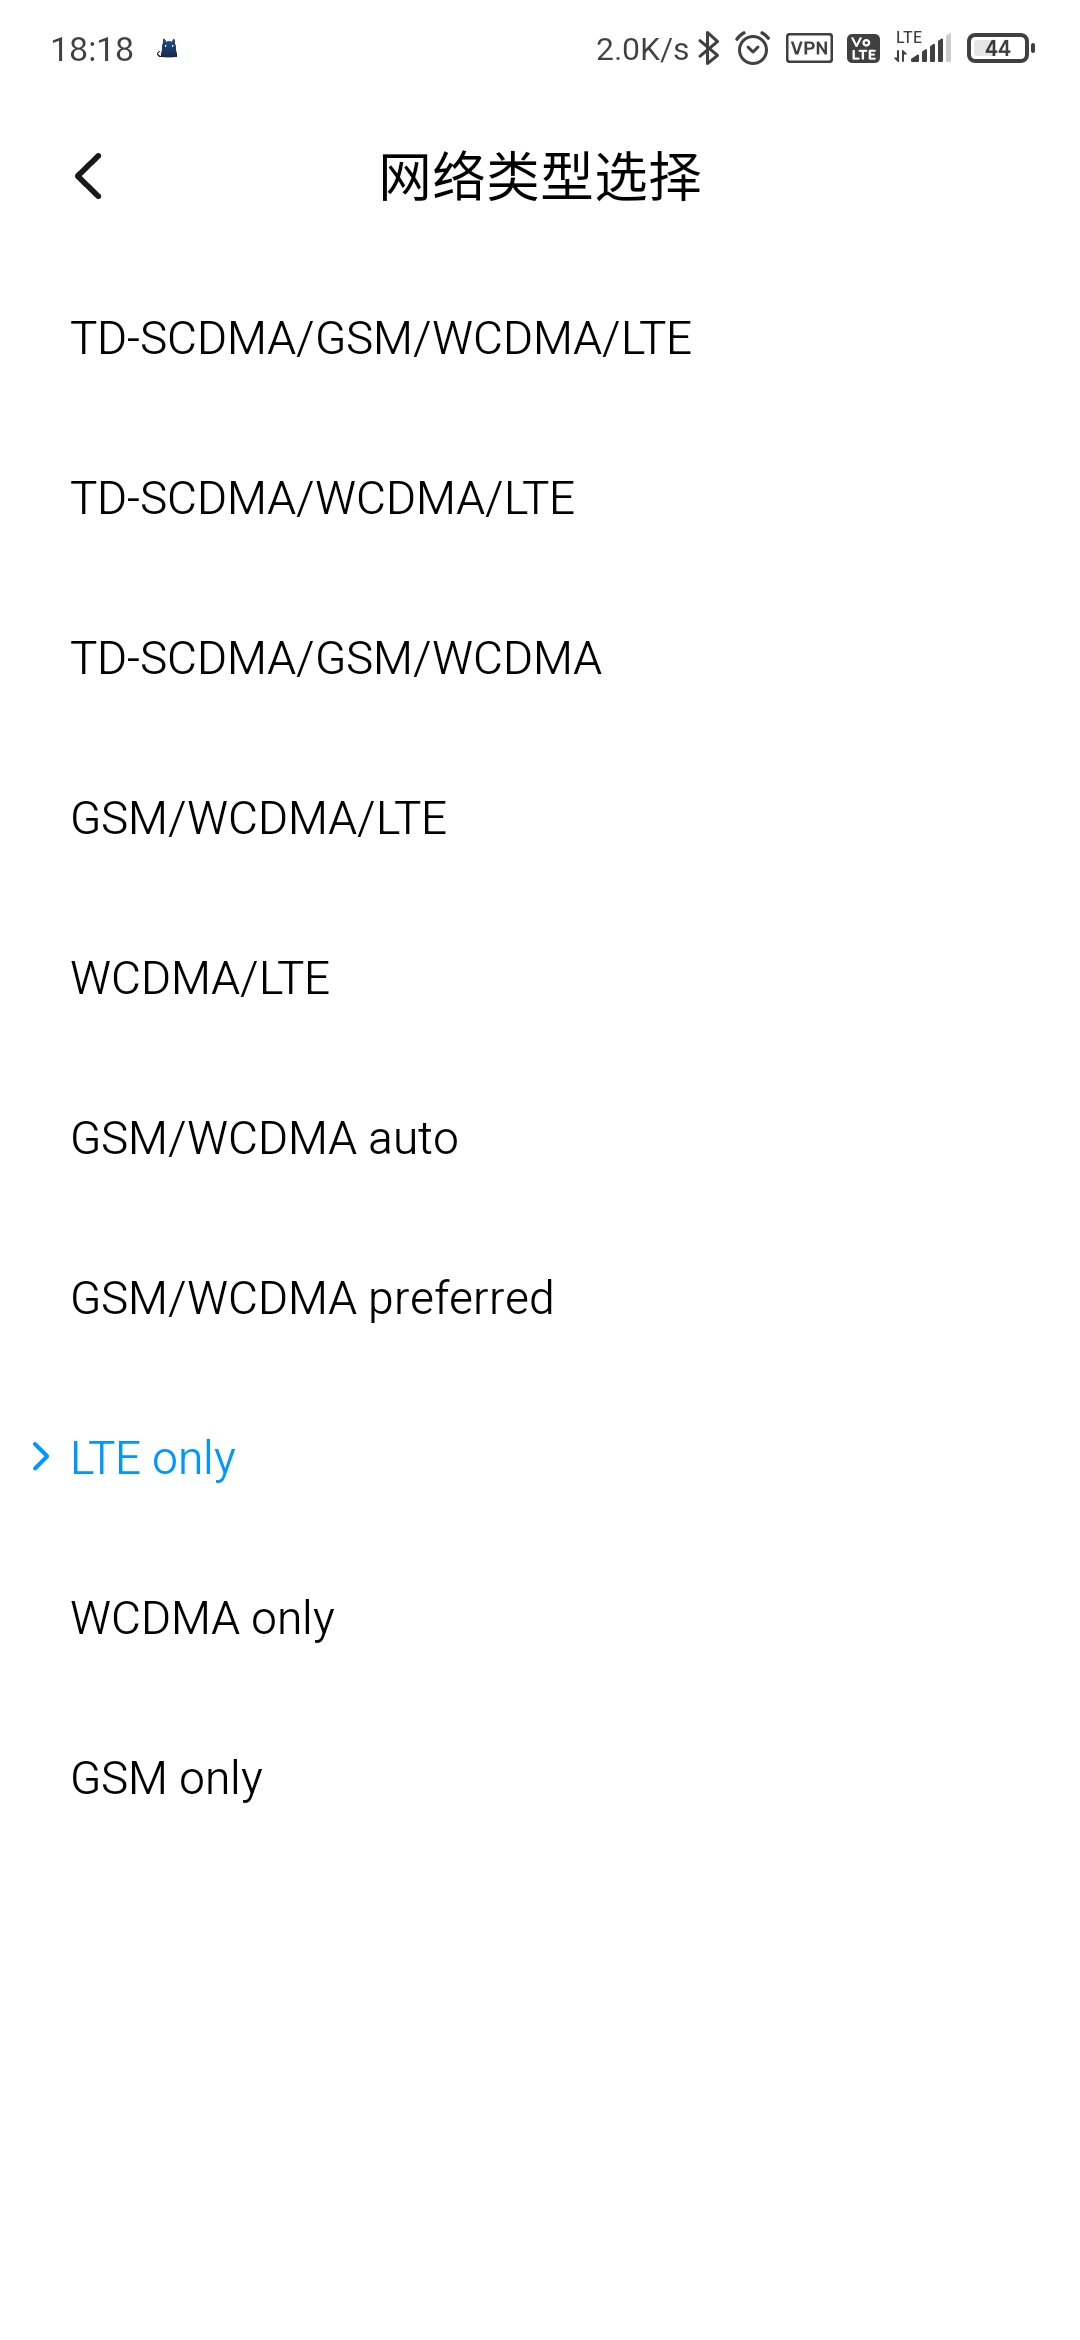 18:18 2.0K/s VPN Vo LTE LTE 44
网络类型选择
TD-SCDMA/GSM/WCDMA/LTE
TD-SCDMA/WCDMA/LTE
TD-SCDMA/GSM/WCDMA
GSM/WCDMA/LTE
WCDMA/LTE
GSM/WCDMA auto
GSM/WCDMA preferred
LTE only
WCDMA only
GSM only